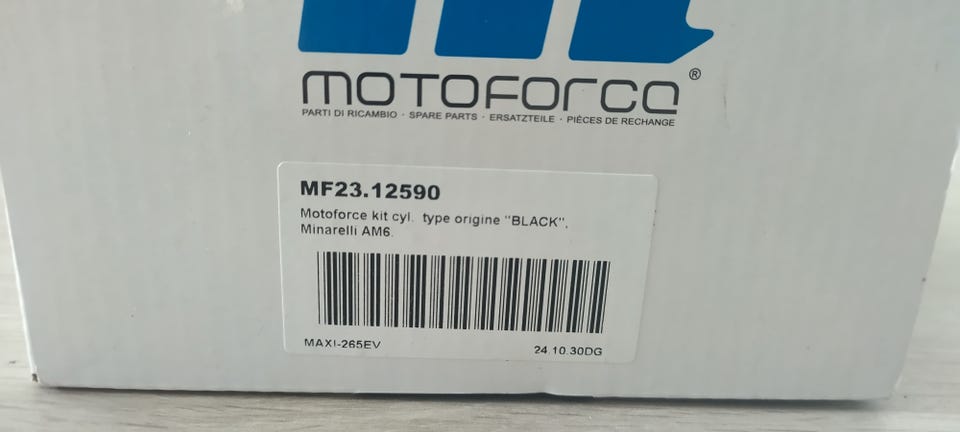 MOTOFORCE®
PARTI DI RICAMBIO · SPARE PARTS · ERSATZTEILE · PIÈCES DE RECHANGE
MF23.12590
Motoforce kit cyl. type origine "BLACK",
Minarelli AM6.
MAXI-265EV
24.10.30DG